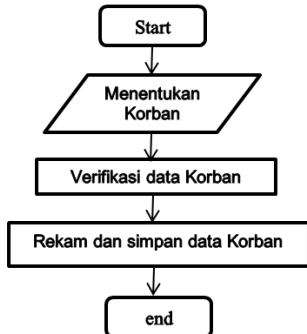 Start
Menentukan
Korban
Verifikasi data Korban
Rekam dan simpan data Korban
end